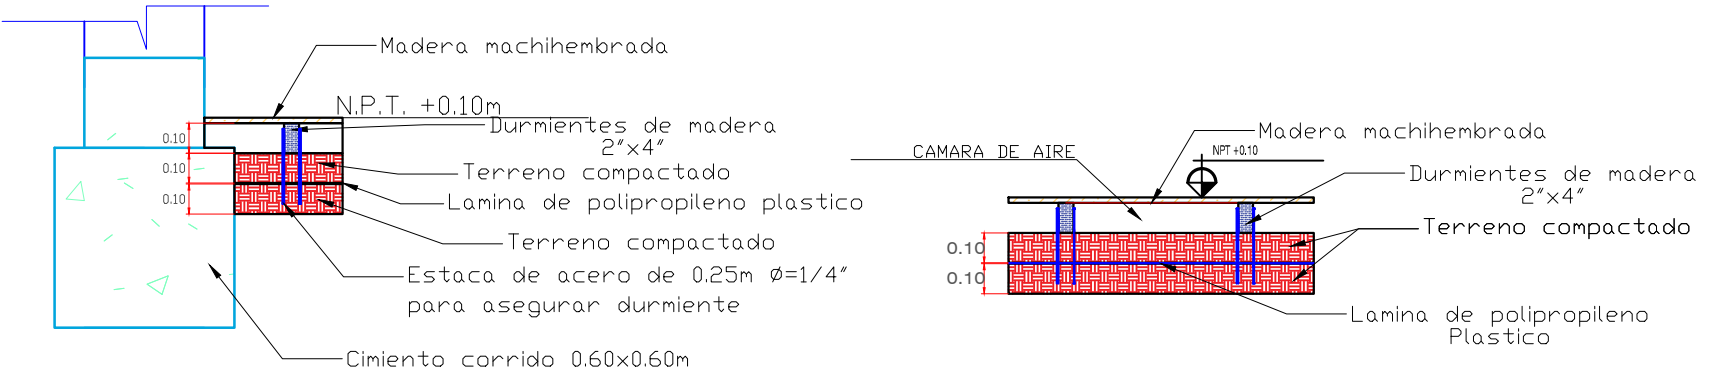 Madera machihembrada
N.P.T. +0.10m
Durmientes de madera
2"x4"
0.10
0.10
0.10
Terreno compactado
Lamina de polipropileno plastico
Terreno compactado
Estaca de acero de 0.25m Ø=1/4"
para asegurar durmiente
Cimiento corrido 0.60x0.60m
Madera machihembrada
CAMARA DE AIRE
NPT +0.10
Durmientes de madera
2"x4"
Terreno compactado
0.10
0.10
Lamina de polipropileno
Plastico